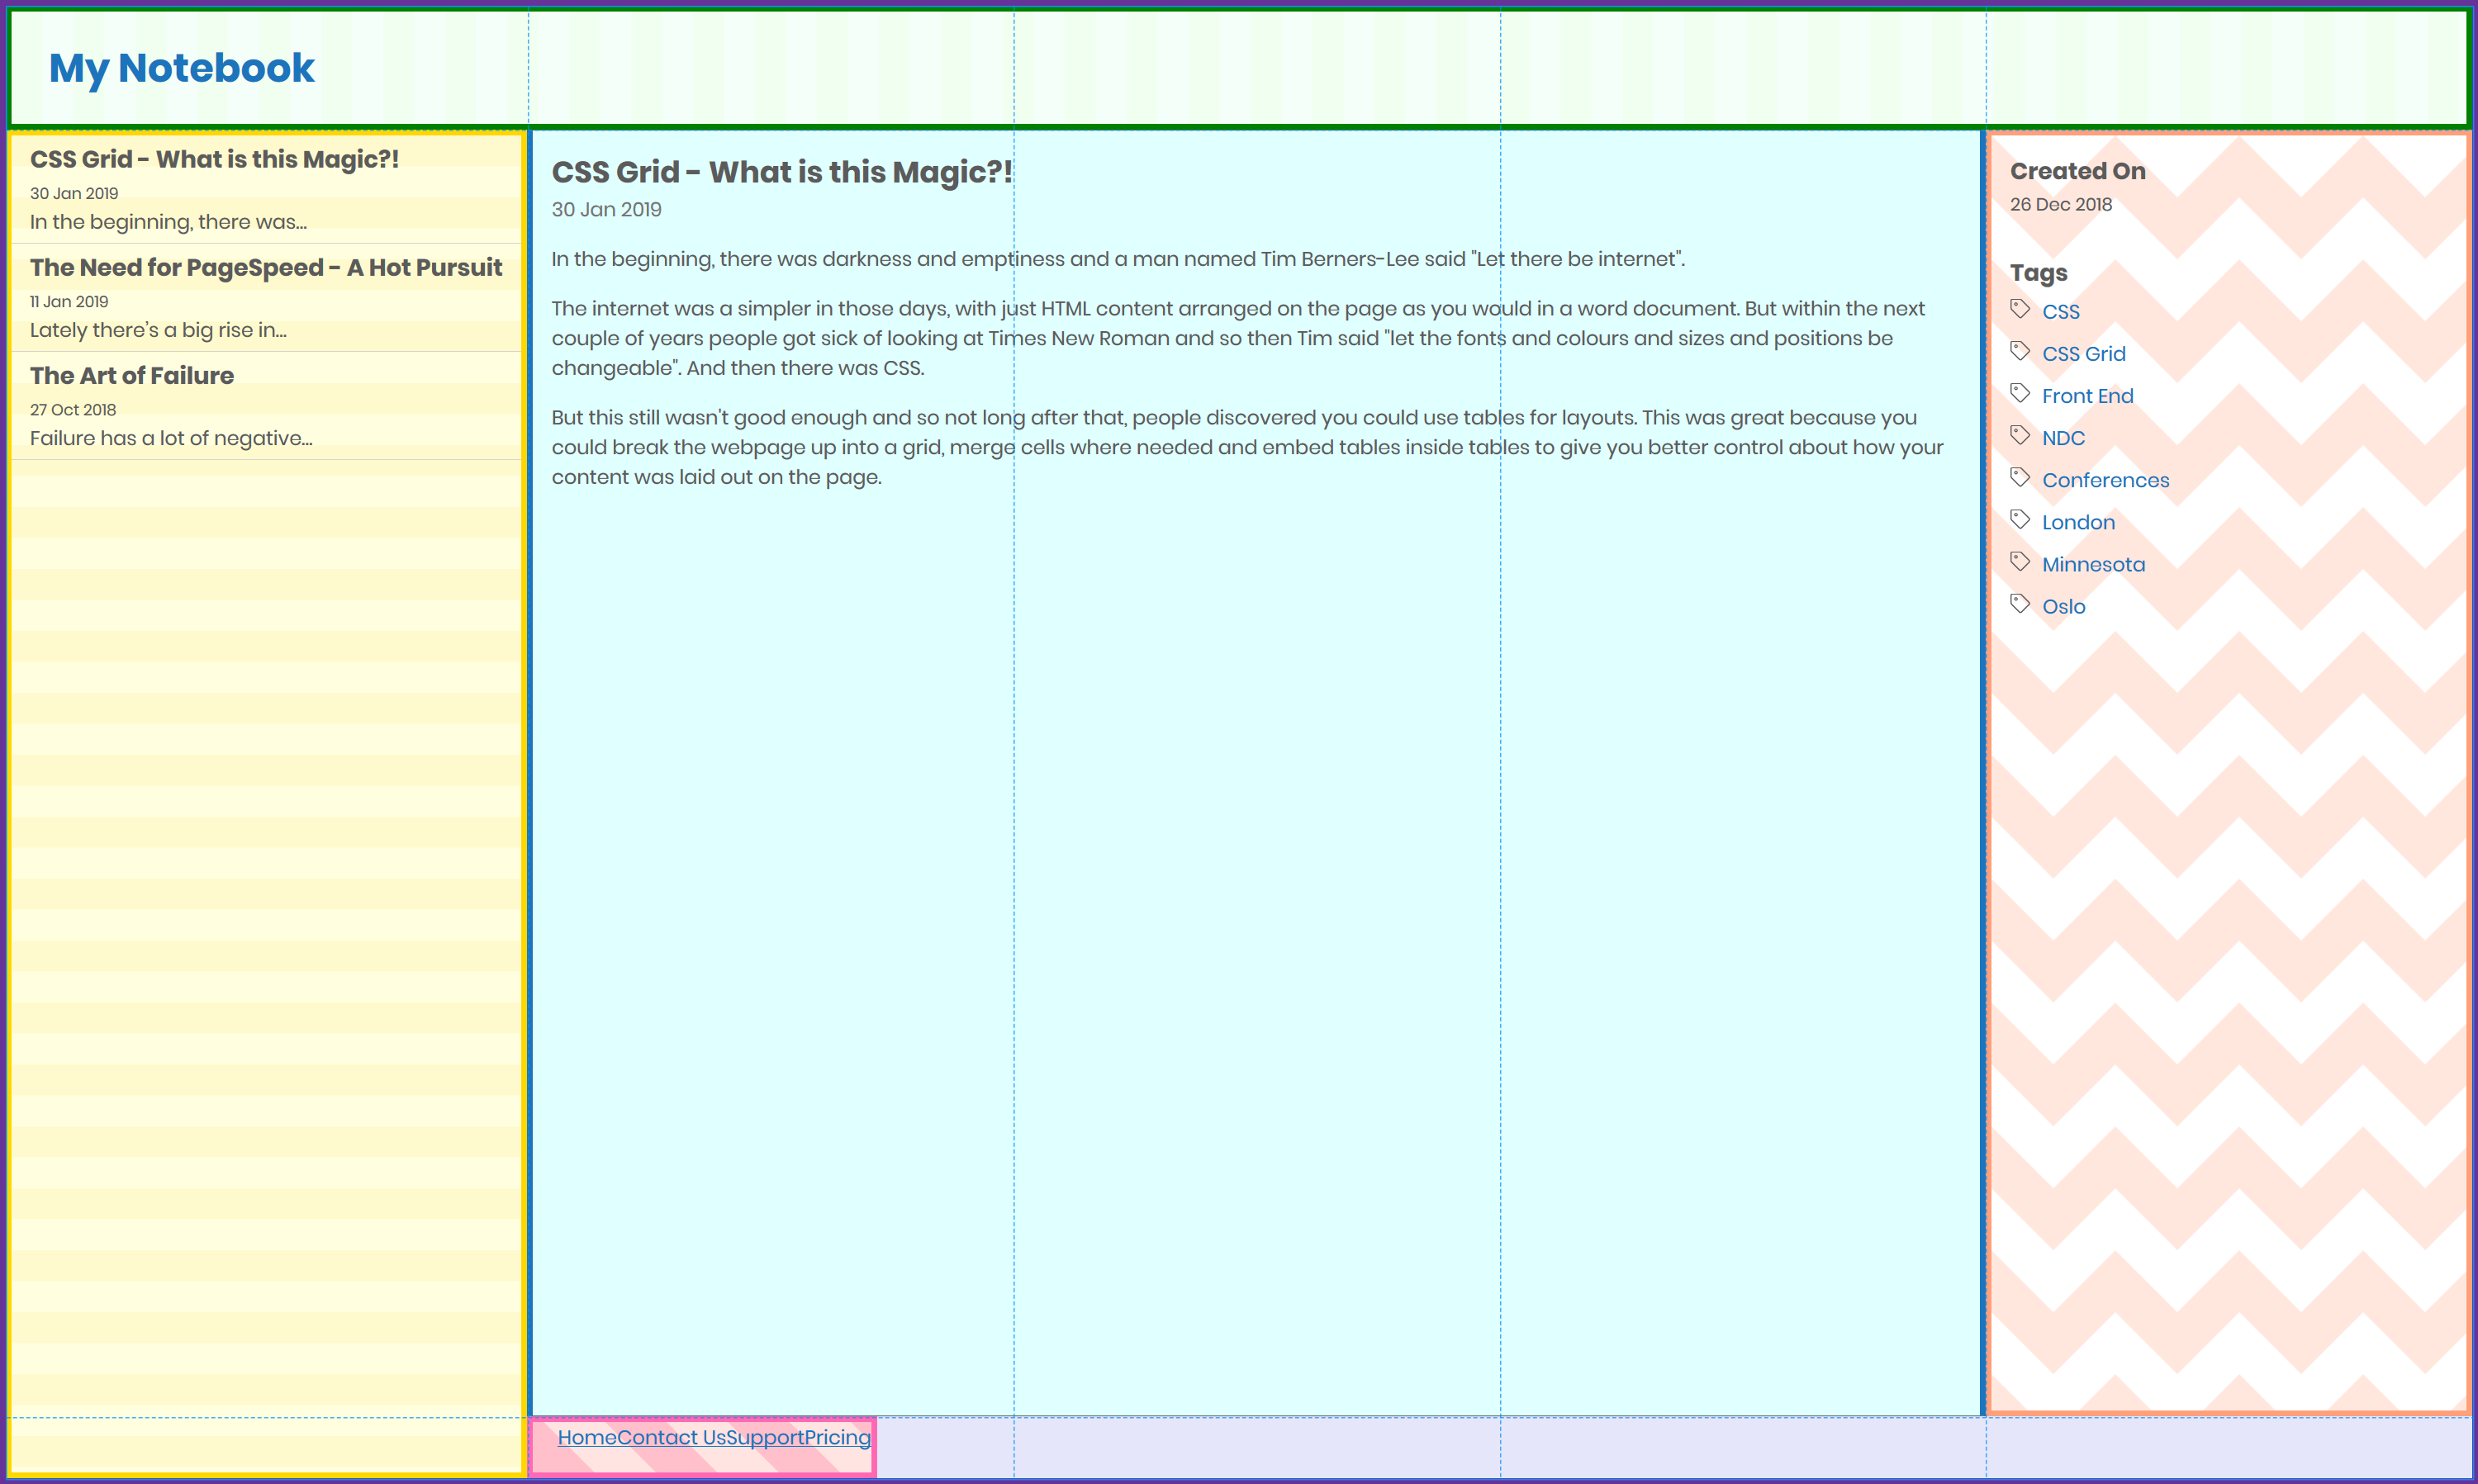 My Notebook
CSS Grid - What is this Magic?!
30 Jan 2019
In the beginning, there was...
The Need for PageSpeed - A Hot Pursuit
11 Jan 2019
Lately there's a big rise in...
The Art of Failure
27 Oct 2018
Failure has a lot of negative...
CSS Grid - What is this Magic?!
30 Jan 2019
In the beginning, there was darkness and emptiness and a man named Tim Berners-Lee said "Let there be internet".
The internet was a simpler in those days, with just HTML content arranged on the page as you would in a word document. But within the next
couple of years people got sick of looking at Times New Roman and so then Tim said "let the fonts and colours and sizes and positions be
changeable". And then there was CSS.
But this still wasn't good enough and so not long after that, people discovered you could use tables for layouts. This was great because you
could break the webpage up into a grid, merge cells where needed and embed tables inside tables to give you better control about how your
content was laid out on the page.
Created On
26 Dec 2018
Tags
CSS
CSS Grid
Front End
NDC
Conferences
London
Minnesota
Oslo
HomeContact UsSupportPricing